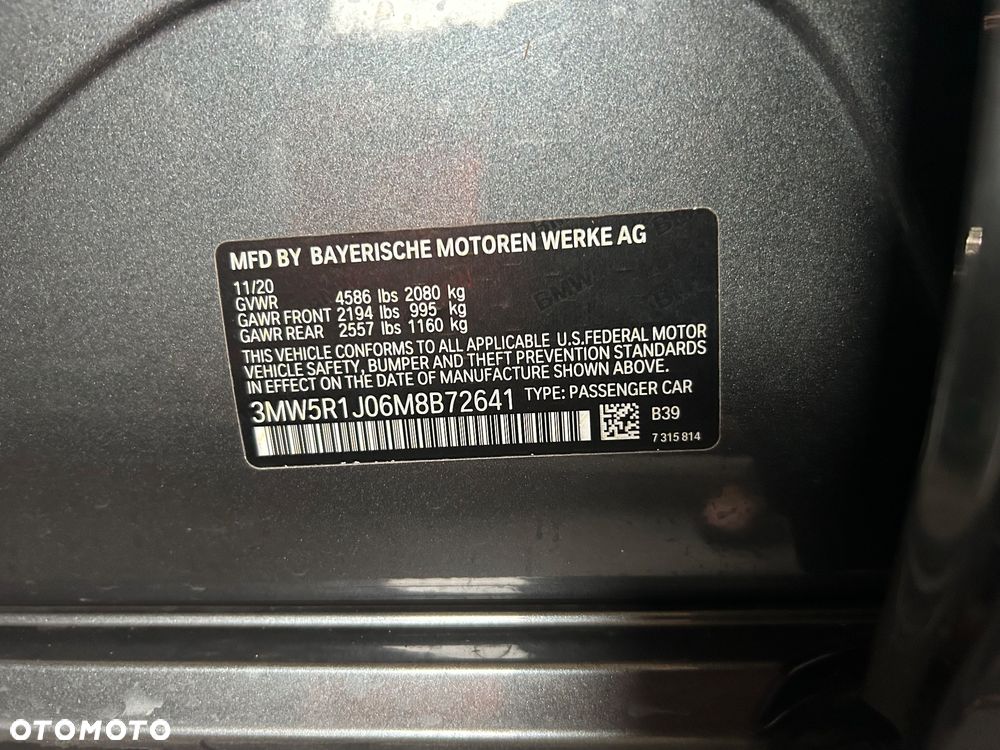 MFD BY BAYERISCHE MOTOREN WERKE AG
11/20
GVWR 4586 lbs 2080 kg
GAWR FRONT 2194 lbs 995 kg
GAWR REAR 2557 lbs 1160 kg
THIS VEHICLE CONFORMS TO ALL APPLICABLE U.S.FEDERAL MOTOR
VEHICLE SAFETY, BUMPER AND THEFT PREVENTION STANDARDS
IN EFFECT ON THE DATE OF MANUFACTURE SHOWN ABOVE.
3MW5R1J06M8B72641 TYPE: PASSENGER CAR
B39
7 315 814
OTOMOTO